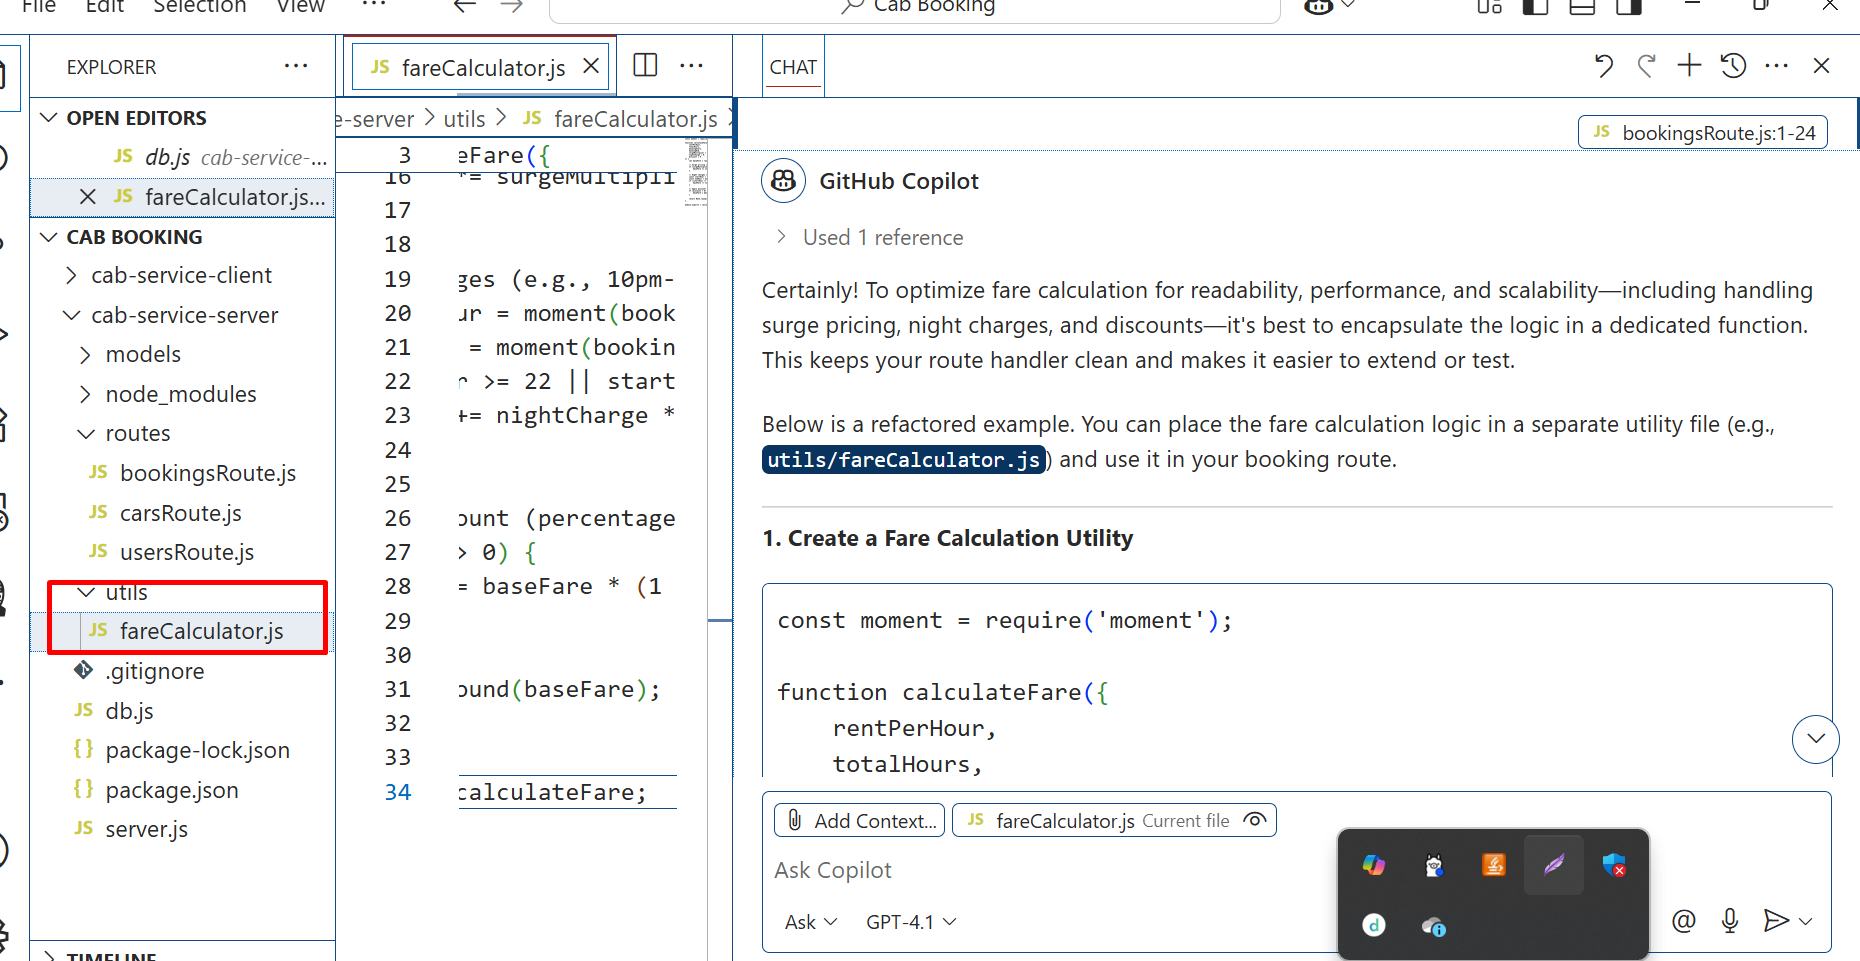 File Edit Selection View ··· Cab Booking
EXPLORER ···
OPEN EDITORS
JS db.js cab-service-...
JS fareCalculator.js...
CAB BOOKING
cab-service-client
cab-service-server
models
node_modules
routes
JS bookingsRoute.js
JS carsRoute.js
JS usersRoute.js
utils
JS fareCalculator.js
.gitignore
JS db.js
{} package-lock.json
{} package.json
JS server.js
TIMELINE
JS fareCalculator.js ···
e-server > utils > JS fareCalculator.js
3 eFare({
16 *= surgeMultipli
17
18
19 ges (e.g., 10pm-
20 ur = moment(book
21 = moment(bookin
22 r >= 22 || start
23 += nightCharge *
24
25
26 ount (percentage
27 > 0) {
28 = baseFare * (1
29
30
31 ound(baseFare);
32
33
34 calculateFare;
CHAT ···
JS bookingsRoute.js:1-24
GitHub Copilot
Used 1 reference
Certainly! To optimize fare calculation for readability, performance, and scalability—including handling
surge pricing, night charges, and discounts—it's best to encapsulate the logic in a dedicated function.
This keeps your route handler clean and makes it easier to extend or test.
Below is a refactored example. You can place the fare calculation logic in a separate utility file (e.g.,
utils/fareCalculator.js) and use it in your booking route.
1. Create a Fare Calculation Utility
const moment = require('moment');
function calculateFare({
rentPerHour,
totalHours,
Add Context... JS fareCalculator.js Current file
Ask Copilot
Ask GPT-4.1 @